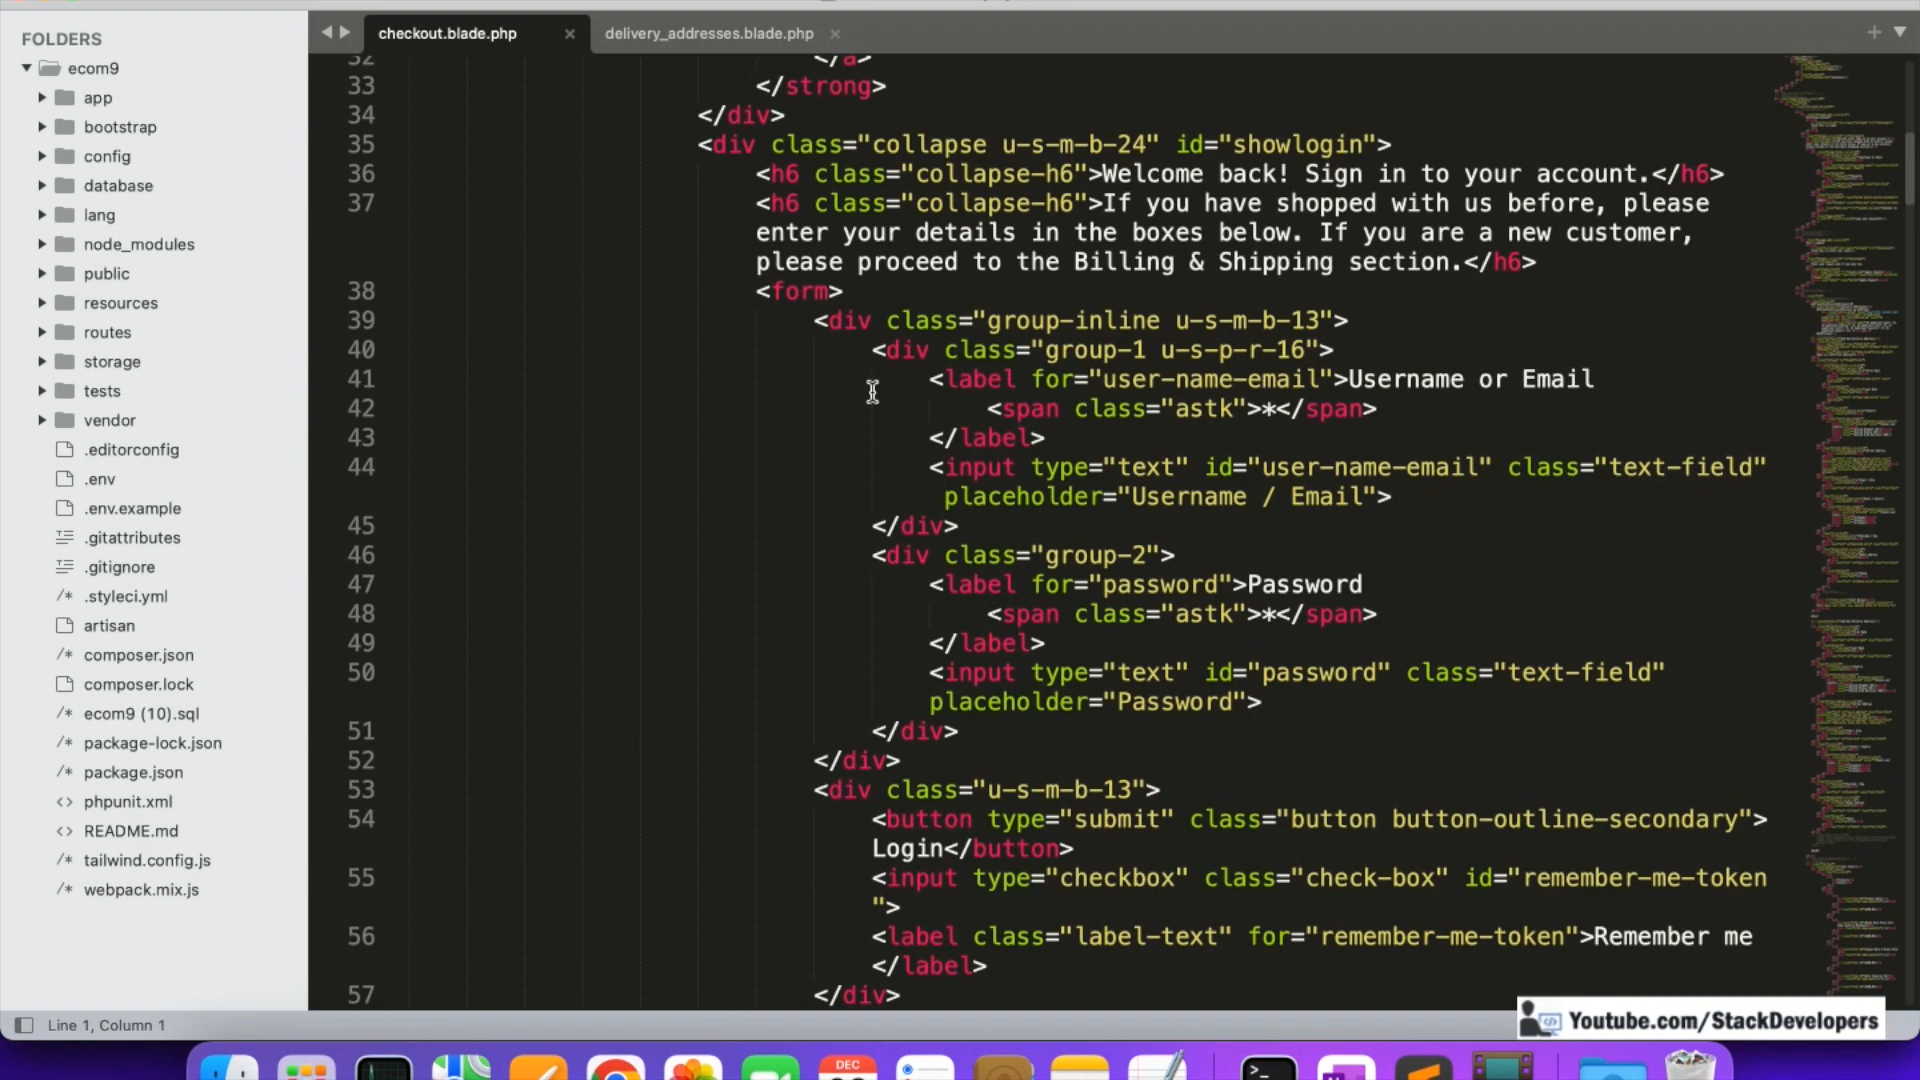 FOLDERS
ecom9
app
bootstrap
config
database
lang
node_modules
public
resources
routes
storage
tests
vendor
.editorconfig
.env
.env.example
.gitattributes
.gitignore
/* .styleci.yml
artisan
/* composer.json
composer.lock
/* ecom9 (10).sql
/* package-lock.json
/* package.json
<> phpunit.xml
<> README.md
/* tailwind.config.js
/* webpack.mix.js
checkout.blade.php ×
delivery_addresses.blade.php ×
32 </a>
33 </strong>
34 </div>
35 <div class="collapse u-s-m-b-24" id="showlogin">
36 <h6 class="collapse-h6">Welcome back! Sign in to your account.</h6>
37 <h6 class="collapse-h6">If you have shopped with us before, please
enter your details in the boxes below. If you are a new customer,
please proceed to the Billing & Shipping section.</h6>
38 <form>
39 <div class="group-inline u-s-m-b-13">
40 <div class="group-1 u-s-p-r-16">
41 <label for="user-name-email">Username or Email
42 <span class="astk">*</span>
43 </label>
44 <input type="text" id="user-name-email" class="text-field"
placeholder="Username / Email">
45 </div>
46 <div class="group-2">
47 <label for="password">Password
48 <span class="astk">*</span>
49 </label>
50 <input type="text" id="password" class="text-field"
placeholder="Password">
51 </div>
52 </div>
53 <div class="u-s-m-b-13">
54 <button type="submit" class="button button-outline-secondary">
Login</button>
55 <input type="checkbox" class="check-box" id="remember-me-token
">
56 <label class="label-text" for="remember-me-token">Remember me
</label>
57 </div>
Line 1, Column 1
Youtube.com/StackDevelopers
DEC